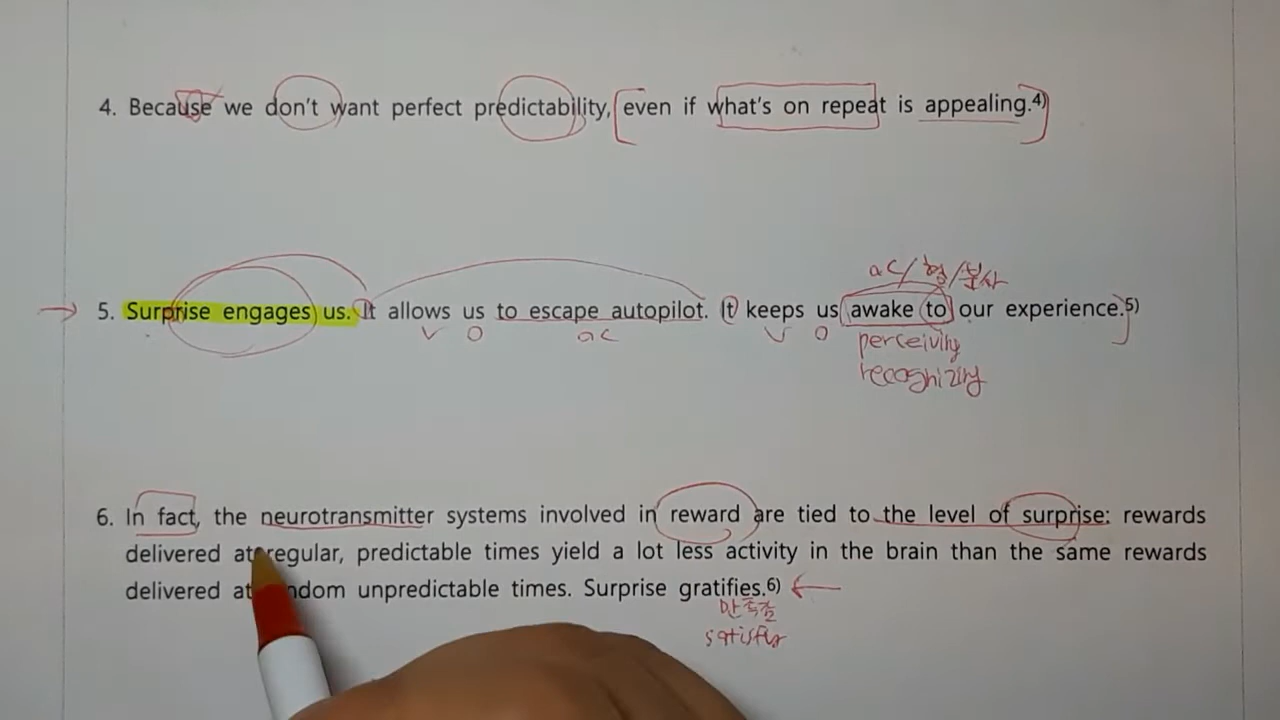 4. Because we don't want perfect predictability, even if what's on repeat is appealing.4)
ac/형/분사
→ 5. Surprise engages us. It allows us to escape autopilot. It keeps us awake to our experience.5)
V O ac V O perceiving
recognizing
6. In fact, the neurotransmitter systems involved in reward are tied to the level of surprise: rewards
delivered at regular, predictable times yield a lot less activity in the brain than the same rewards
delivered at unpredictable times. Surprise gratifies.6) ←
만족감
satisfy